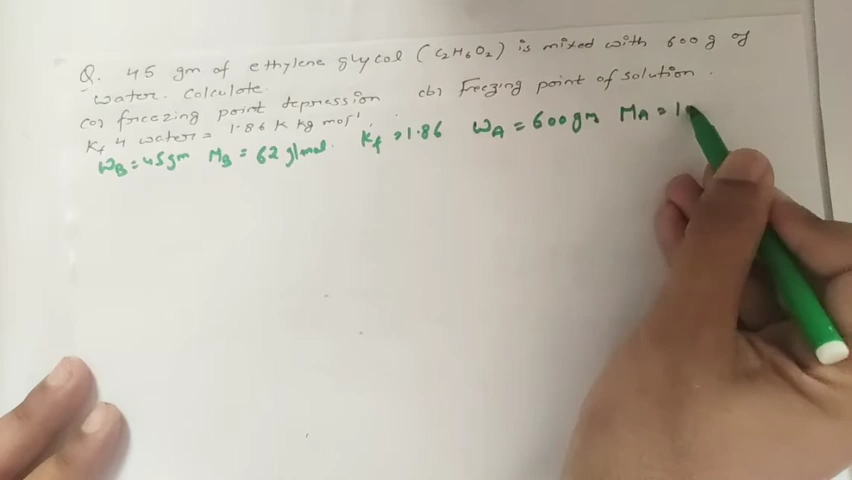 Q. 45 gm of ethylene glycol (C₂H₆O₂) is mixed with 600 g of
water. Calculate.
(a) freezing point depression (b) Freezing point of solution.
Kf 4 water = 1.86 K kg mol⁻¹.
WB = 45gm MB = 62 g/mol. Kf = 1.86 WA = 600gm MA = 1